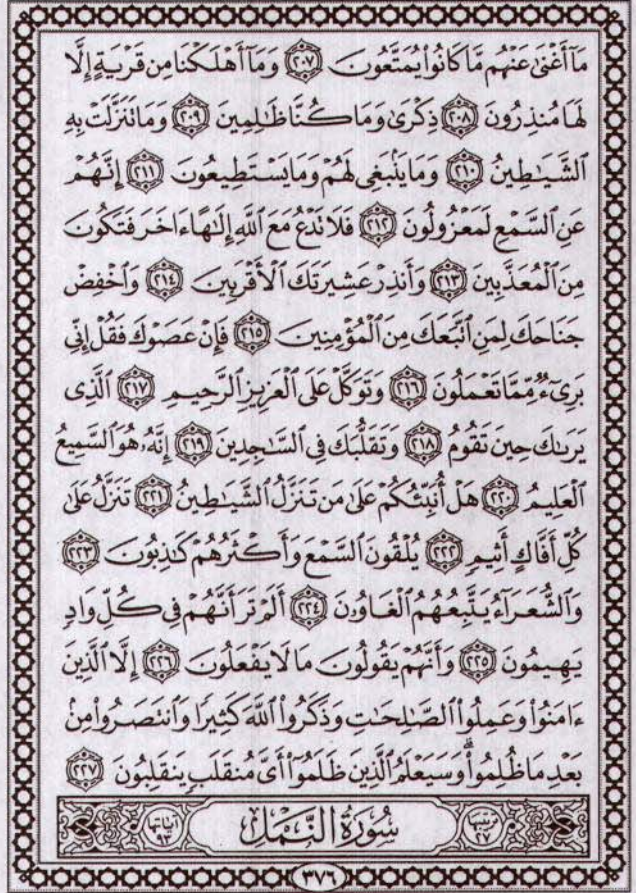 مَآ أَغْنَىٰ عَنْهُم مَّا كَانُوا۟ يُمَتَّعُونَ ﴿٢٠٧﴾ وَمَآ أَهْلَكْنَا مِن قَرْيَةٍ إِلَّا
لَهَا مُنذِرُونَ ﴿٢٠٨﴾ ذِكْرَىٰ وَمَا كُنَّا ظَـٰلِمِينَ ﴿٢٠٩﴾ وَمَا تَنَزَّلَتْ بِهِ
ٱلشَّيَـٰطِينُ ﴿٢١٠﴾ وَمَا يَنۢبَغِى لَهُمْ وَمَا يَسْتَطِيعُونَ ﴿٢١١﴾ إِنَّهُمْ
عَنِ ٱلسَّمْعِ لَمَعْزُولُونَ ﴿٢١٢﴾ فَلَا تَدْعُ مَعَ ٱللَّهِ إِلَـٰهًا ءَاخَرَ فَتَكُونَ
مِنَ ٱلْمُعَذَّبِينَ ﴿٢١٣﴾ وَأَنذِرْ عَشِيرَتَكَ ٱلْأَقْرَبِينَ ﴿٢١٤﴾ وَٱخْفِضْ
جَنَاحَكَ لِمَنِ ٱتَّبَعَكَ مِنَ ٱلْمُؤْمِنِينَ ﴿٢١٥﴾ فَإِنْ عَصَوْكَ فَقُلْ إِنِّى
بَرِىٓءٌ مِّمَّا تَعْمَلُونَ ﴿٢١٦﴾ وَتَوَكَّلْ عَلَى ٱلْعَزِيزِ ٱلرَّحِيمِ ﴿٢١٧﴾ ٱلَّذِى
يَرَىٰكَ حِينَ تَقُومُ ﴿٢١٨﴾ وَتَقَلُّبَكَ فِى ٱلسَّـٰجِدِينَ ﴿٢١٩﴾ إِنَّهُۥ هُوَ ٱلسَّمِيعُ
ٱلْعَلِيمُ ﴿٢٢٠﴾ هَلْ أُنَبِّئُكُمْ عَلَىٰ مَن تَنَزَّلُ ٱلشَّيَـٰطِينُ ﴿٢٢١﴾ تَنَزَّلُ عَلَىٰ
كُلِّ أَفَّاكٍ أَثِيمٍ ﴿٢٢٢﴾ يُلْقُونَ ٱلسَّمْعَ وَأَكْثَرُهُمْ كَـٰذِبُونَ ﴿٢٢٣﴾
وَٱلشُّعَرَآءُ يَتَّبِعُهُمُ ٱلْغَاوُۥنَ ﴿٢٢٤﴾ أَلَمْ تَرَ أَنَّهُمْ فِى كُلِّ وَادٍ
يَهِيمُونَ ﴿٢٢٥﴾ وَأَنَّهُمْ يَقُولُونَ مَا لَا يَفْعَلُونَ ﴿٢٢٦﴾ إِلَّا ٱلَّذِينَ
ءَامَنُوا۟ وَعَمِلُوا۟ ٱلصَّـٰلِحَـٰتِ وَذَكَرُوا۟ ٱللَّهَ كَثِيرًا وَٱنتَصَرُوا۟ مِنۢ
بَعْدِ مَا ظُلِمُوا۟ ۗ وَسَيَعْلَمُ ٱلَّذِينَ ظَلَمُوٓا۟ أَىَّ مُنقَلَبٍ يَنقَلِبُونَ ﴿٢٢٧﴾
ترتيبها ٢٧ سُورَةُ النَّمْلِ آياتها ٩٣
٣٧٦